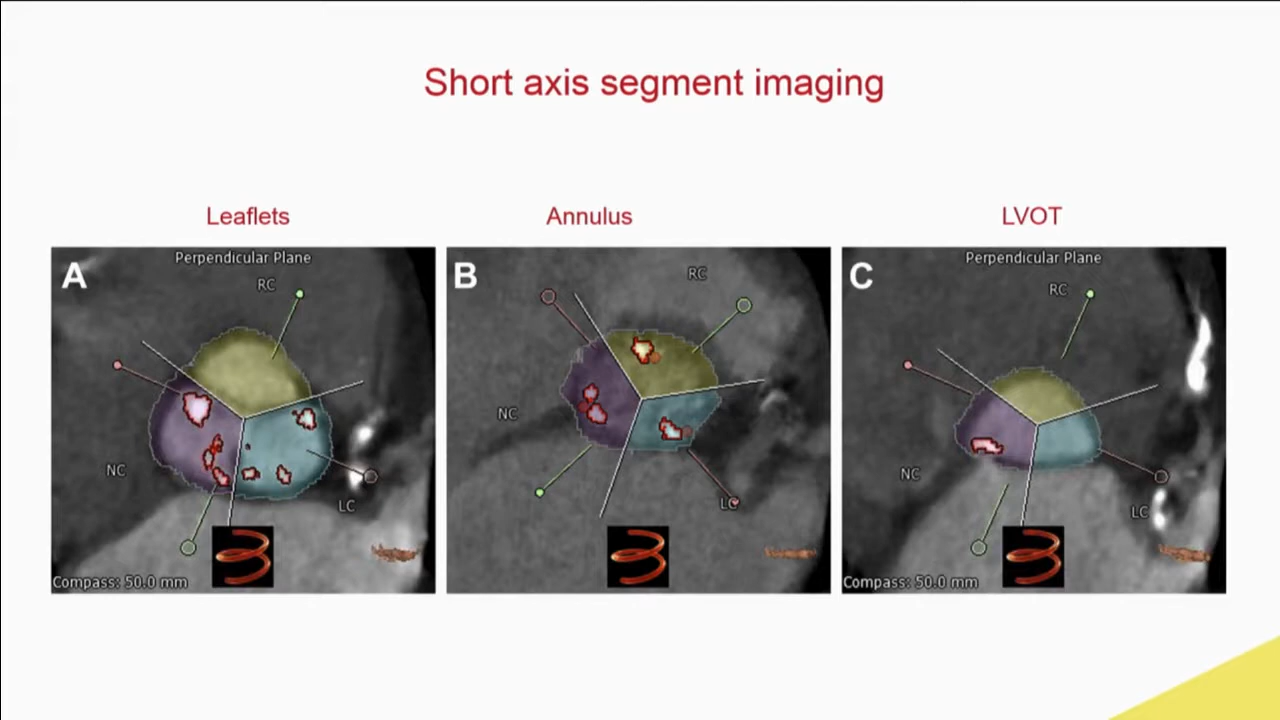 Short axis segment imaging
Leaflets
Annulus
LVOT
A
Perpendicular Plane
RC
NC
LC
Compass: 50.0 mm
B
RC
NC
LC
C
Perpendicular Plane
RC
NC
LC
Compass: 50.0 mm